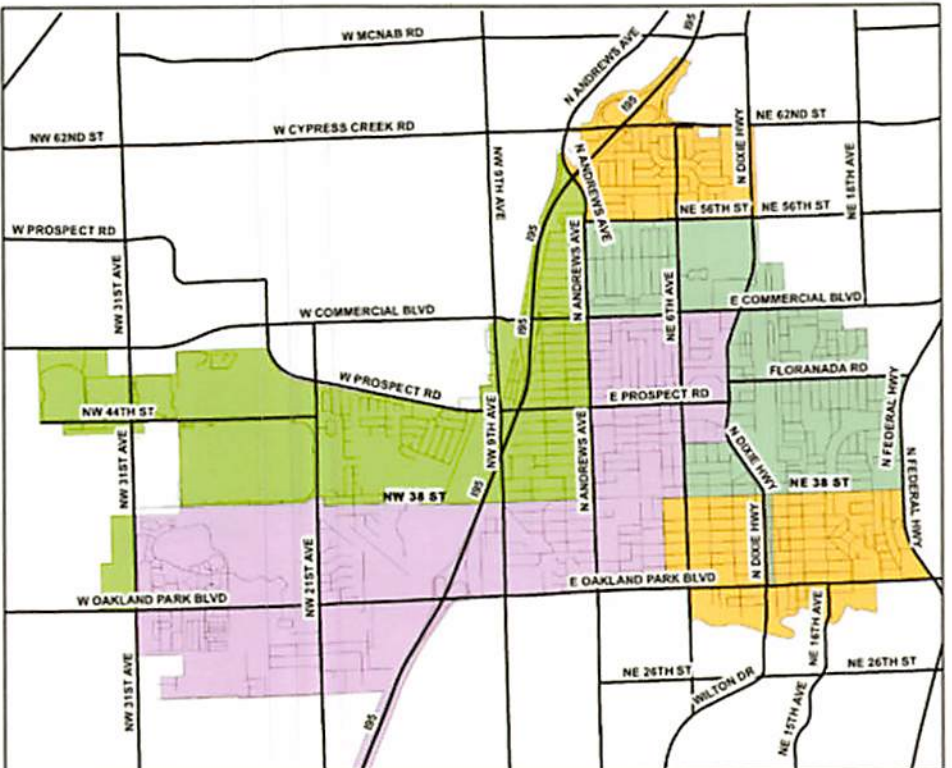 W MCNAB RD
N ANDREWS AVE
I95
I95
NW 62ND ST
W CYPRESS CREEK RD
NE 62ND ST
N DIXIE HWY
NW 9TH AVE
N ANDREWS AVE
NE 18TH AVE
NE 56TH ST
NE 56TH ST
W PROSPECT RD
I95
N ANDREWS AVE
NW 31ST AVE
NE 6TH AVE
W COMMERCIAL BLVD
E COMMERCIAL BLVD
I95
FLORANADA RD
W PROSPECT RD
E PROSPECT RD
NW 44TH ST
NW 9TH AVE
N ANDREWS AVE
N FEDERAL HWY
NW 31ST AVE
N DIXIE HWY
N FEDERAL HWY
NW 38 ST
I95
NE 38 ST
N DIXIE HWY
NW 21ST AVE
E OAKLAND PARK BLVD
W OAKLAND PARK BLVD
NE 16TH AVE
NW 31ST AVE
NE 26TH ST
WILTON DR
NE 26TH ST
NE 15TH AVE
I95